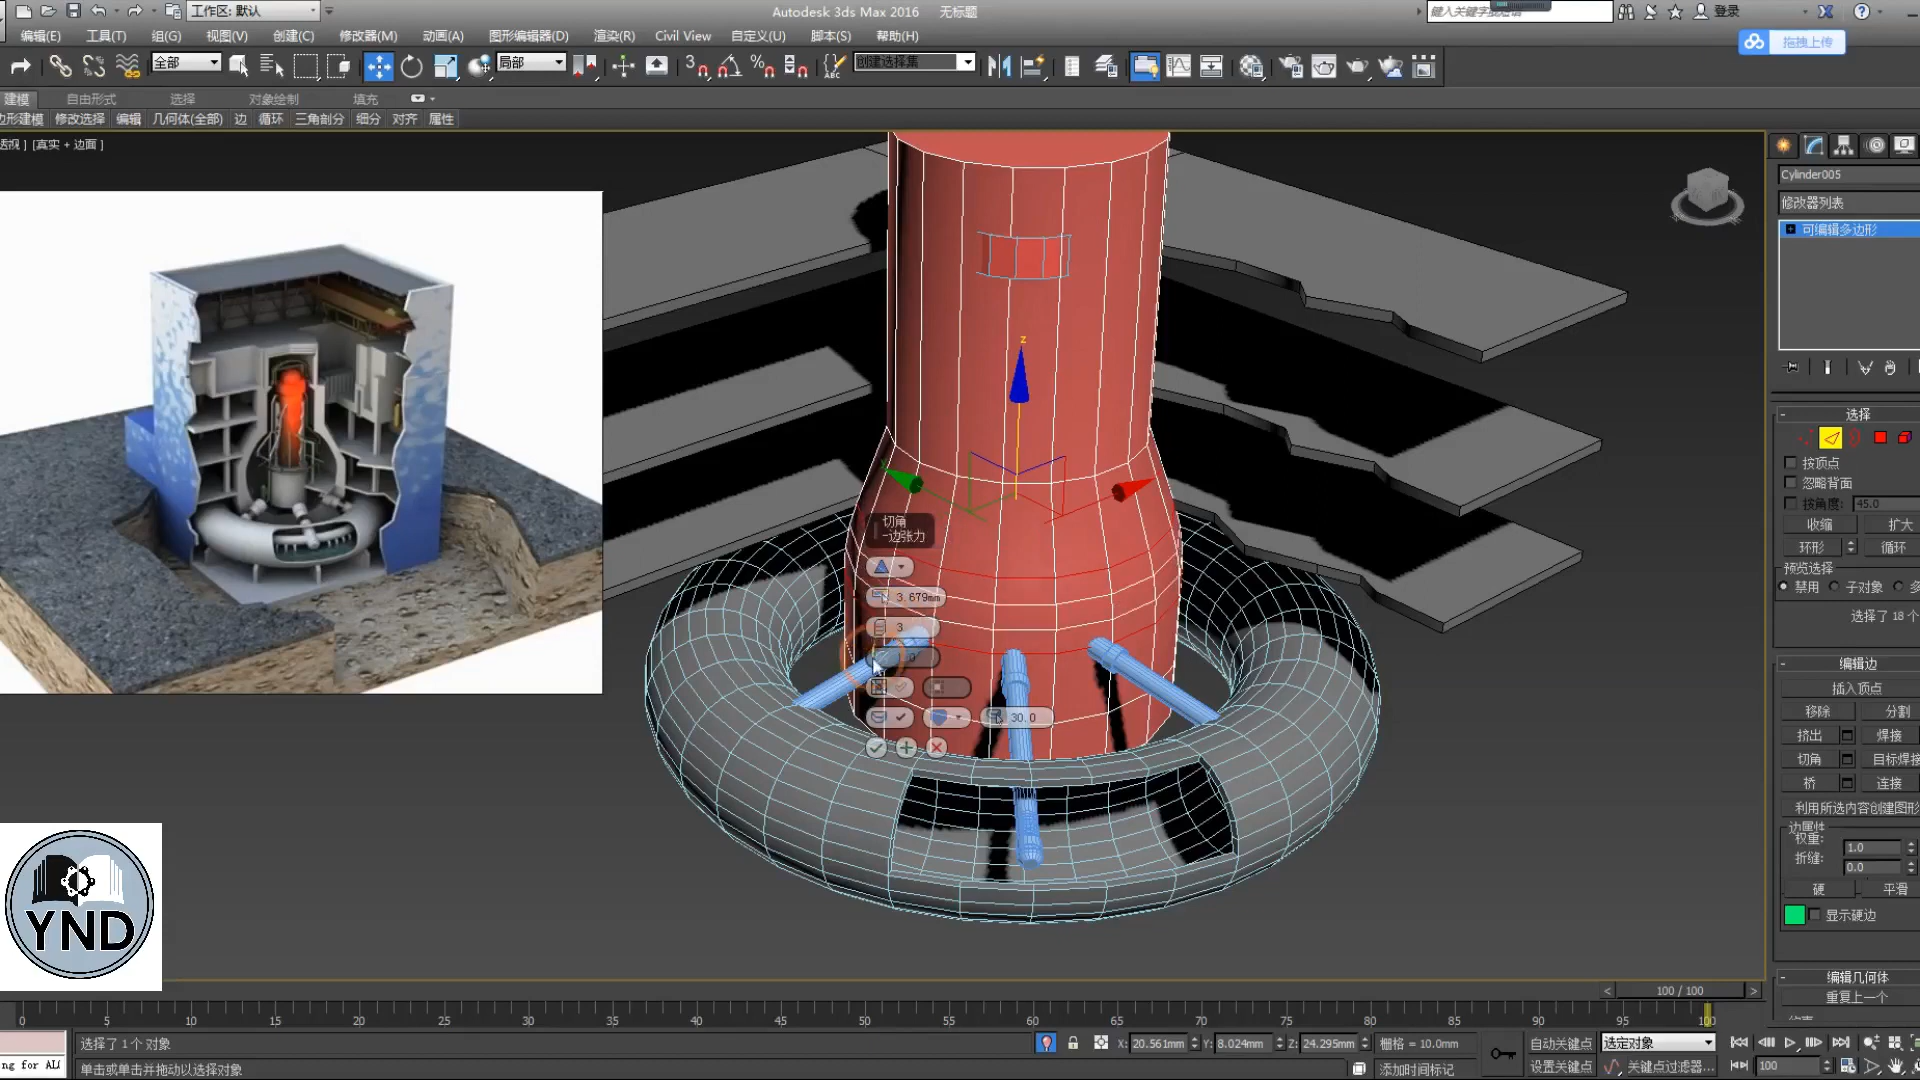 工作区: 默认
Autodesk 3ds Max 2016 无标题
登录
拖拽上传
编辑(E) 工具(T) 组(G) 视图(V) 创建(C) 修改器(M) 动画(A) 图形编辑器(D) 渲染(R) Civil View 自定义(U) 脚本(S) 帮助(H)
全部 局部 创建选择集
建模 自由形式 选择 对象绘制 填充
边形建模 修改选择 编辑 几何体(全部) 边 循环 三角剖分 细分 对齐 属性
透视 ] [真实 + 边面 ]
Cylinder005
修改器列表
可编辑多边形
z
切角
-边张力
3.679mm
3
30.0
- 选择
按顶点
忽略背面
按角度: 45.0
收缩 扩大
环形 循环
预览选择
禁用 子对象 多
选择了 18 个
- 编辑边
插入顶点
移除 分割
挤出 焊接
切角 目标焊接
桥 连接
利用所选内容创建图形
边属性
权重: 1.0
折缝: 0.0
硬 平滑
显示硬边
- 编辑几何体
重复上一个
YND
< 100 / 100 >
0 5 10 15 20 25 30 35 40 45 50 55 60 65 70 75 80 85 90 95 100
选择了 1 个 对象 X: 20.561mm Y: 8.024mm Z: 24.295mm 栅格 = 10.0mm 自动关键点 选定对象
ng for AU 单击或单击并拖动以选择对象 添加时间标记 设置关键点 关键点过滤器... 100